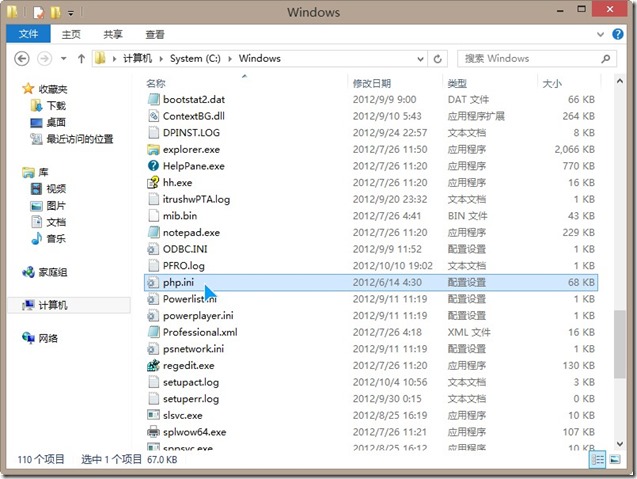 Windows
文件 主页 共享 查看
计算机 System (C:) Windows 搜索 Windows
收藏夹
下载
桌面
最近访问的位置
库
视频
图片
文档
音乐
家庭组
计算机
网络
名称 修改日期 类型 大小
bootstat2.dat 2012/9/9 9:00 DAT 文件 66 KB
ContextBG.dll 2012/9/10 5:43 应用程序扩展 264 KB
DPINST.LOG 2012/9/24 22:57 文本文档 8 KB
explorer.exe 2012/7/26 11:50 应用程序 2,066 KB
HelpPane.exe 2012/7/26 11:20 应用程序 770 KB
hh.exe 2012/7/26 11:20 应用程序 16 KB
itrushwPTA.log 2012/9/20 23:32 文本文档 1 KB
mib.bin 2012/7/26 4:41 BIN 文件 43 KB
notepad.exe 2012/7/26 11:20 应用程序 229 KB
ODBC.INI 2012/9/9 11:52 配置设置 1 KB
PFRO.log 2012/10/10 19:02 文本文档 1 KB
php.ini 2012/6/14 4:30 配置设置 68 KB
Powerlist.ini 2012/9/11 11:19 配置设置 1 KB
powerplayer.ini 2012/9/11 11:19 配置设置 1 KB
Professional.xml 2012/7/26 4:18 XML 文件 16 KB
psnetwork.ini 2012/9/11 11:19 配置设置 1 KB
regedit.exe 2012/7/26 11:20 应用程序 130 KB
setupact.log 2012/10/4 10:56 文本文档 3 KB
setuperr.log 2012/9/30 0:15 文本文档 0 KB
slsvc.exe 2012/8/25 16:19 应用程序 10 KB
splwow64.exe 2012/7/26 11:21 应用程序 107 KB
sppsvc.exe 2012/8/25 16:12 应用程序 10 KB
110 个项目 选中 1 个项目 67.0 KB